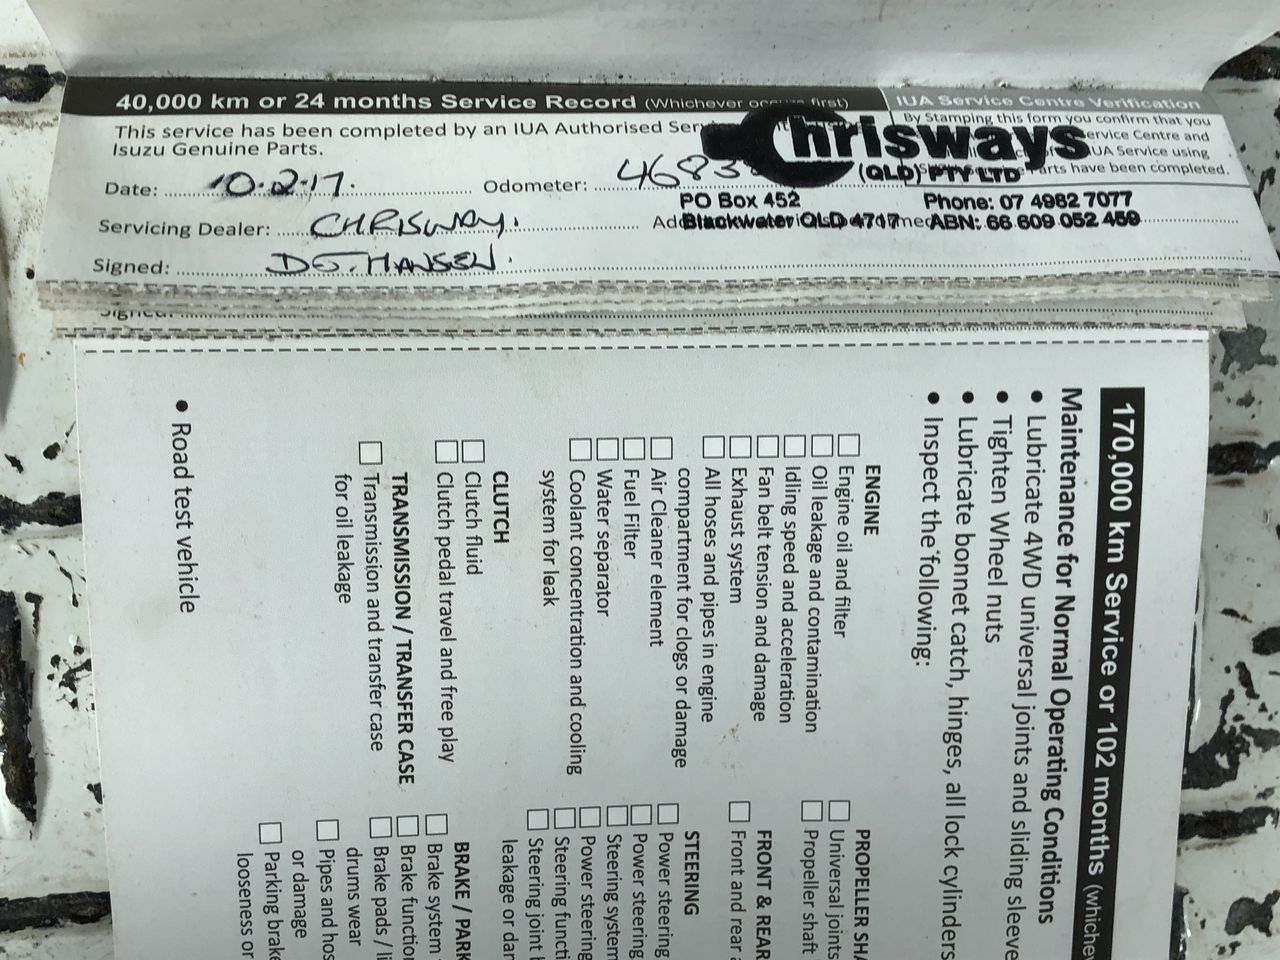 40,000 km or 24 months Service Record (Whichever occurs first)
IUA Service Centre Verification
This service has been completed by an IUA Authorised
Isuzu Genuine Parts.
By Stamping this form you confirm that you
ervice Centre and
UA Service using
Parts have been completed.
Chrisways
(QLD) PTY LTD
PO Box 452
Blackwater QLD 4717
Phone: 07 4982 7077
ABN: 66 609 052 459
Date: 10.2.17.
Odometer: 4683
Servicing Dealer: CHRISWAY.
Signed: D.J. HANSEN.
Signed:
170,000 km Service or 102 months (whichev
Maintenance for Normal Operating Conditions
• Lubricate 4WD universal joints and sliding sleeve
• Tighten Wheel nuts
• Lubricate bonnet catch, hinges, all lock cylinders
• Inspect the following:
ENGINE
Engine oil and filter
Oil leakage and contamination
Idling speed and acceleration
Fan belt tension and damage
Exhaust system
All hoses and pipes in engine
compartment for clogs or damage
Air Cleaner element
Fuel Filter
Water separator
Coolant concentration and cooling
system for leak
CLUTCH
Clutch fluid
Clutch pedal travel and free play
TRANSMISSION / TRANSFER CASE
Transmission and transfer case
for oil leakage
PROPELLER SHA
Universal joints
Propeller shaft
FRONT & REAR
Front and rear
STEERING
Power steering
Power steering
Steering system
Power steering
Steering functi
Steering joint
leakage or dan
BRAKE / PARK
Brake system
Brake function
Brake pads / li
drums wear
Pipes and hos
or damage
Parking brake
looseness or
• Road test vehicle